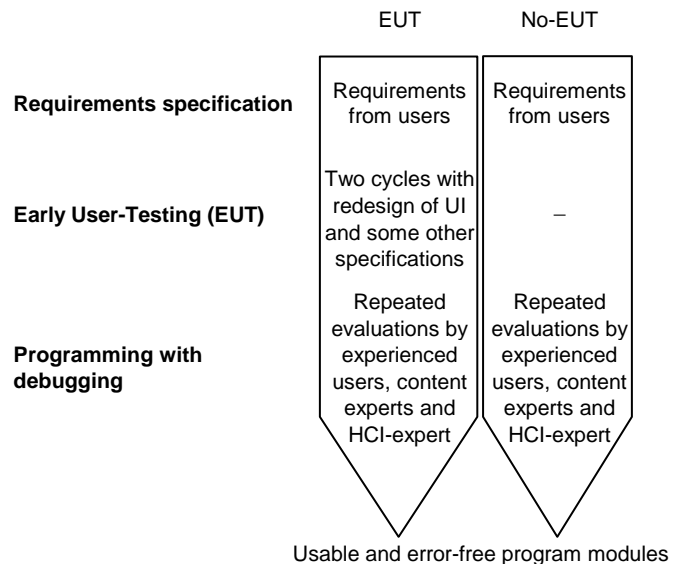 EUT No-EUT
Requirements specification
Requirements
from users
Requirements
from users
Early User-Testing (EUT)
Two cycles with
redesign of UI
and some other
specifications
–
Programming with
debugging
Repeated
evaluations by
experienced
users, content
experts and
HCI-expert
Repeated
evaluations by
experienced
users, content
experts and
HCI-expert
Usable and error-free program modules